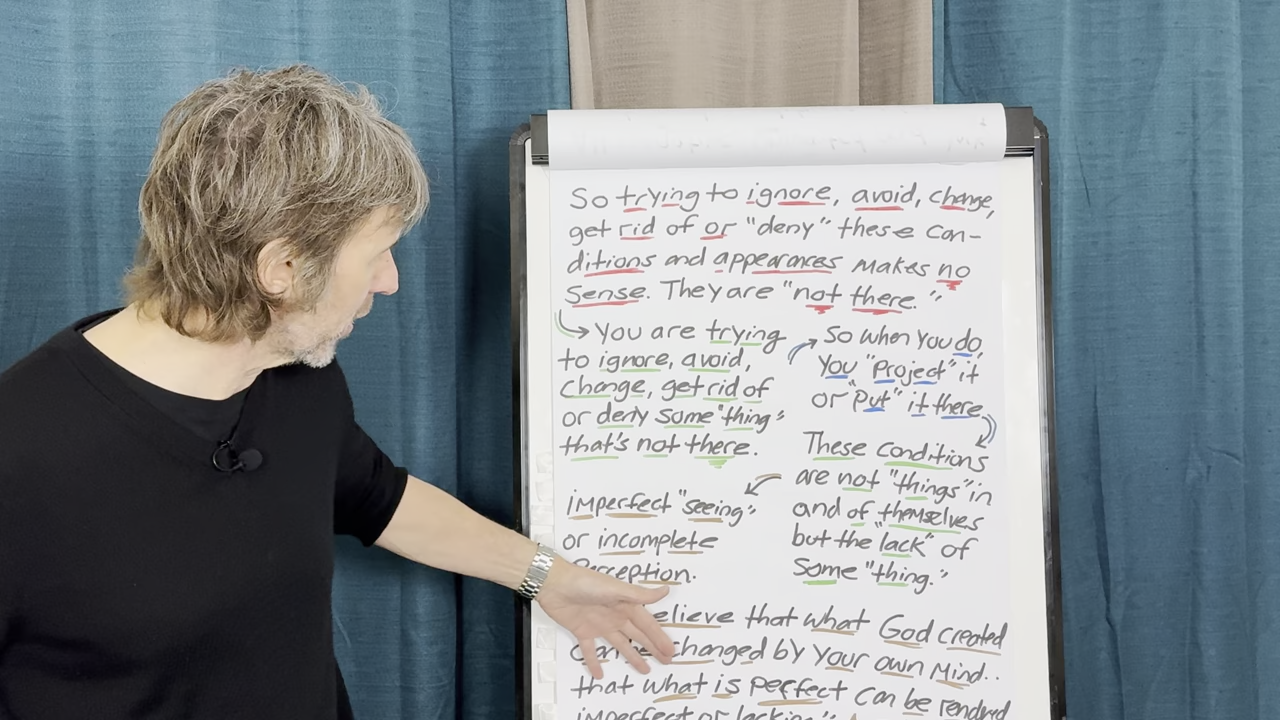 So trying to ignore, avoid, change,
get rid of or "deny" these con-
ditions and appearances makes no
sense. They are "not there."
You are trying
to ignore, avoid,
change, get rid of
or deny some "thing"
that's not there.
So when you do,
you "project" it
or "put" it there
These conditions
are not "things" in
and of themselves
but the "lack" of
some "thing."
imperfect "seeing"
or incomplete
perception.
elieve that what God created
changed by your own mind..
that what is perfect can be rendred
imperfect or lacking"